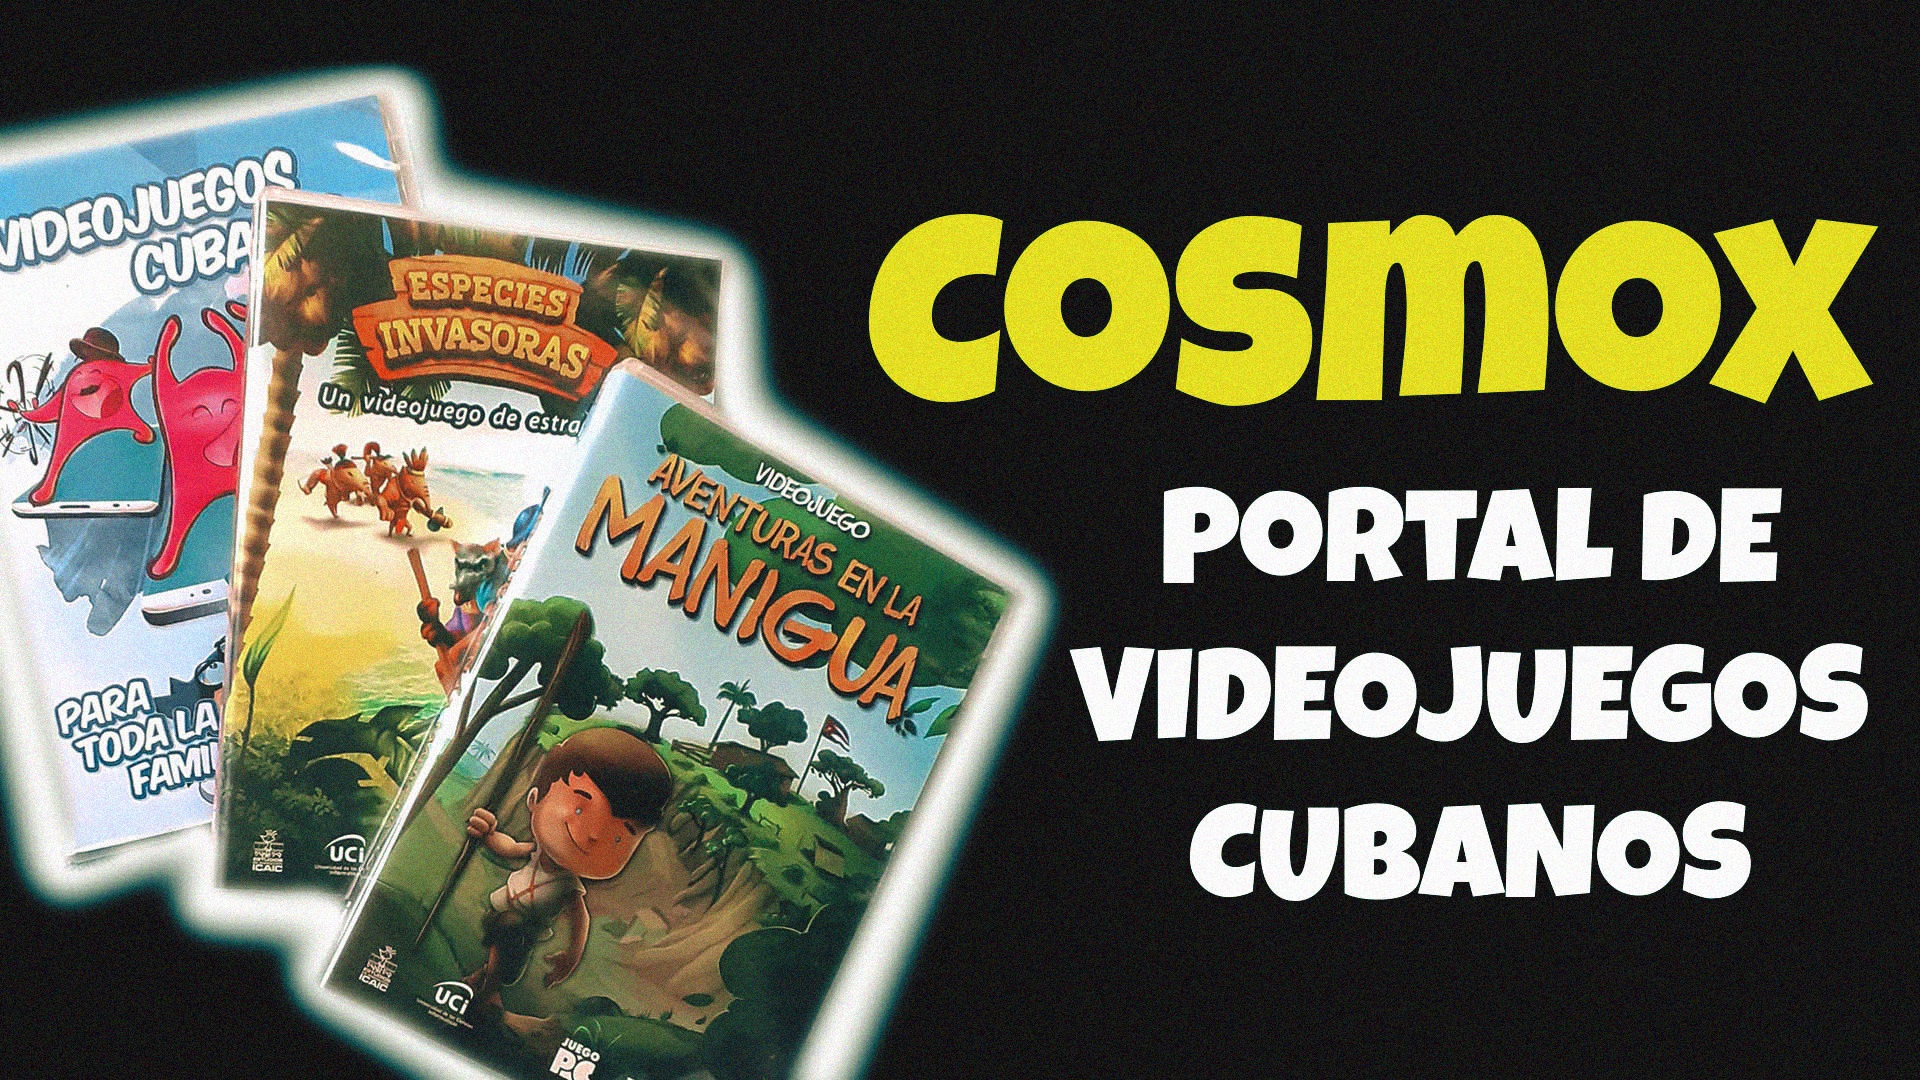 VIDEOJUEGOS
CUBA
PARA
TODA LA
FAMI
ESPECIES
INVASORAS
Un videojuego de estra
ICAIC
UCi
VIDEOJUEGO
AVENTURAS EN LA
MANIGUA
ICAIC
UCi
JUEGO
PC
COSMOX
PORTAL DE
VIDEOJUEGOS
CUBANOS